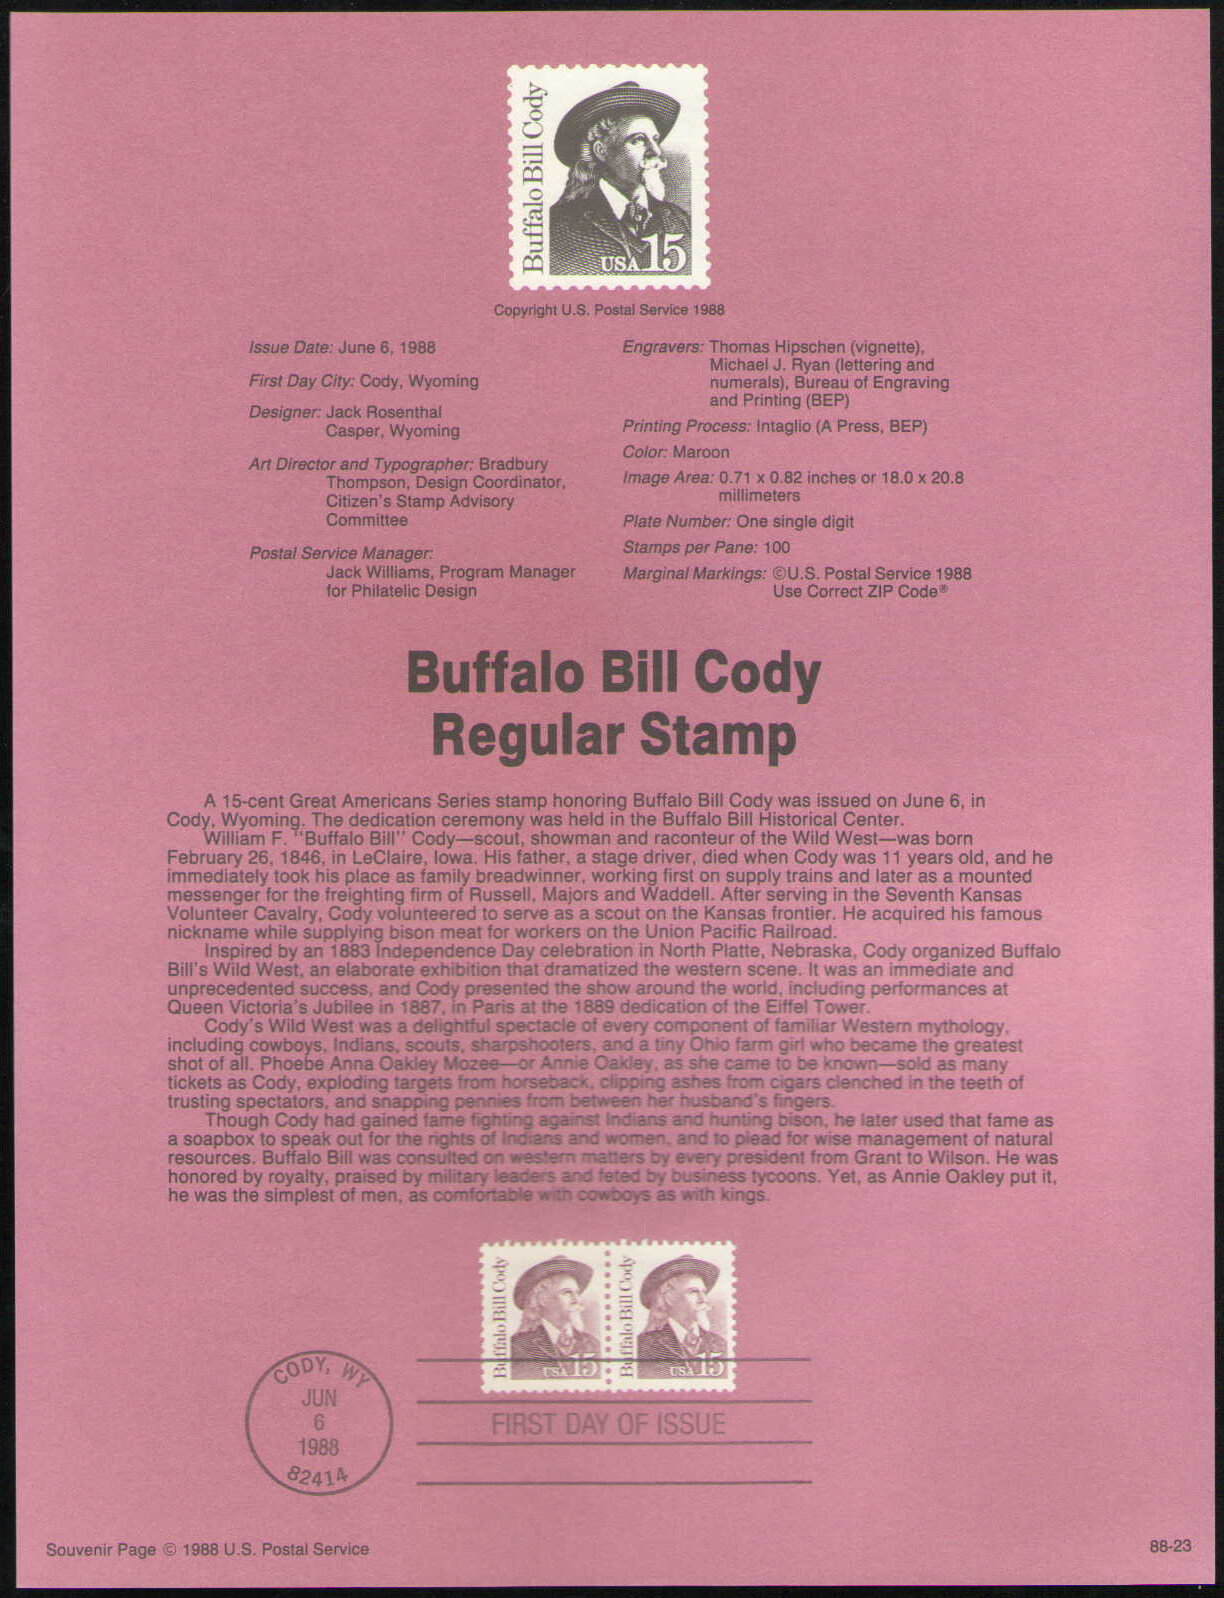 Buffalo Bill Cody
USA 15
Copyright U.S. Postal Service 1988
Issue Date: June 6, 1988
First Day City: Cody, Wyoming
Designer: Jack Rosenthal
Casper, Wyoming
Art Director and Typographer: Bradbury
Thompson, Design Coordinator,
Citizen's Stamp Advisory
Committee
Postal Service Manager:
Jack Williams, Program Manager
for Philatelic Design
Engravers: Thomas Hipschen (vignette),
Michael J. Ryan (lettering and
numerals), Bureau of Engraving
and Printing (BEP)
Printing Process: Intaglio (A Press, BEP)
Color: Maroon
Image Area: 0.71 x 0.82 inches or 18.0 x 20.8
millimeters
Plate Number: One single digit
Stamps per Pane: 100
Marginal Markings: ©U.S. Postal Service 1988
Use Correct ZIP Code®
Buffalo Bill Cody
Regular Stamp
A 15-cent Great Americans Series stamp honoring Buffalo Bill Cody was issued on June 6, in
Cody, Wyoming. The dedication ceremony was held in the Buffalo Bill Historical Center.
William F. "Buffalo Bill" Cody—scout, showman and raconteur of the Wild West—was born
February 26, 1846, in LeClaire, Iowa. His father, a stage driver, died when Cody was 11 years old, and he
immediately took his place as family breadwinner, working first on supply trains and later as a mounted
messenger for the freighting firm of Russell, Majors and Waddell. After serving in the Seventh Kansas
Volunteer Cavalry, Cody volunteered to serve as a scout on the Kansas frontier. He acquired his famous
nickname while supplying bison meat for workers on the Union Pacific Railroad.
Inspired by an 1883 Independence Day celebration in North Platte, Nebraska, Cody organized Buffalo
Bill's Wild West, an elaborate exhibition that dramatized the western scene. It was an immediate and
unprecedented success, and Cody presented the show around the world, including performances at
Queen Victoria's Jubilee in 1887, in Paris at the 1889 dedication of the Eiffel Tower.
Cody's Wild West was a delightful spectacle of every component of familiar Western mythology,
including cowboys, Indians, scouts, sharpshooters, and a tiny Ohio farm girl who became the greatest
shot of all. Phoebe Anna Oakley Mozee—or Annie Oakley, as she came to be known—sold as many
tickets as Cody, exploding targets from horseback, clipping ashes from cigars clenched in the teeth of
trusting spectators, and snapping pennies from between her husband's fingers.
Though Cody had gained fame fighting against Indians and hunting bison, he later used that fame as
a soapbox to speak out for the rights of Indians and women, and to plead for wise management of natural
resources. Buffalo Bill was consulted on western matters by every president from Grant to Wilson. He was
honored by royalty, praised by military leaders and feted by business tycoons. Yet, as Annie Oakley put it,
he was the simplest of men, as comfortable with cowboys as with kings.
Buffalo Bill Cody
USA 15
Buffalo Bill Cody
USA 15
CODY, WY
JUN
6
1988
82414
FIRST DAY OF ISSUE
Souvenir Page © 1988 U.S. Postal Service
88-23